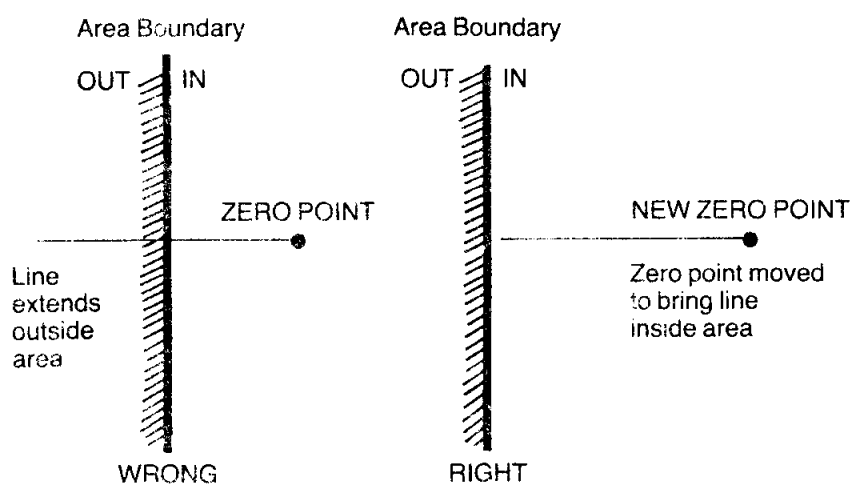 Area Boundary
OUT IN
ZERO POINT
Line
extends
outside
area
WRONG
Area Boundary
OUT IN
NEW ZERO POINT
Zero point moved
to bring line
inside area
RIGHT